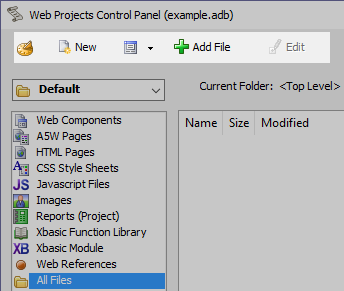 Web Projects Control Panel (example.adb)
New Add File Edit
Default Current Folder: <Top Level>
Name Size Modified
Web Components
A5W Pages
HTML Pages
CSS Style Sheets
JS Javascript Files
Images
Reports (Project)
Xbasic Function Library
XB Xbasic Module
Web References
All Files